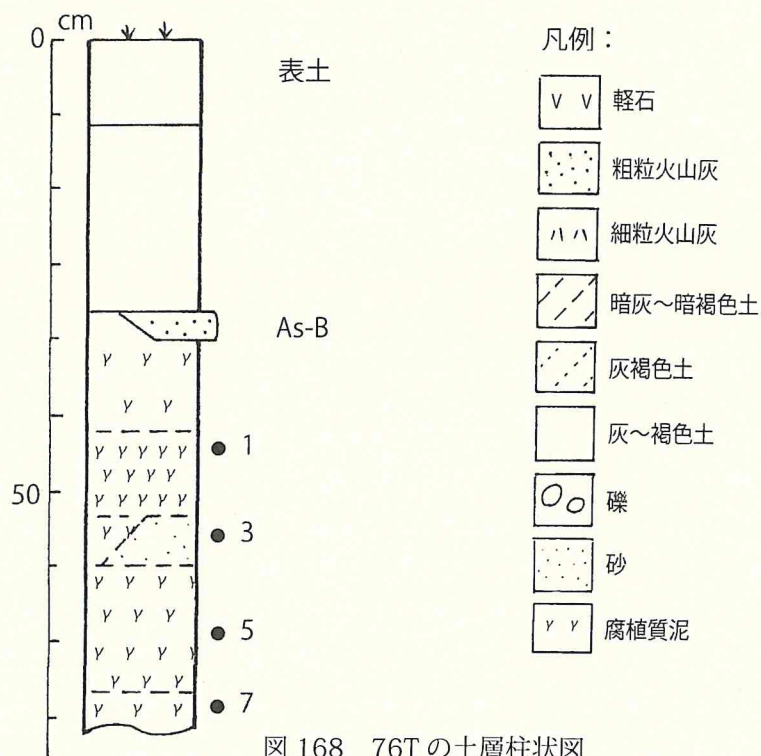 cm
0
表土
As-B
1
50
3
5
7
凡例：
軽石
粗粒火山灰
細粒火山灰
暗灰～暗褐色土
灰褐色土
灰～褐色土
礫
砂
腐植質泥
図 168　76T の土層柱状図